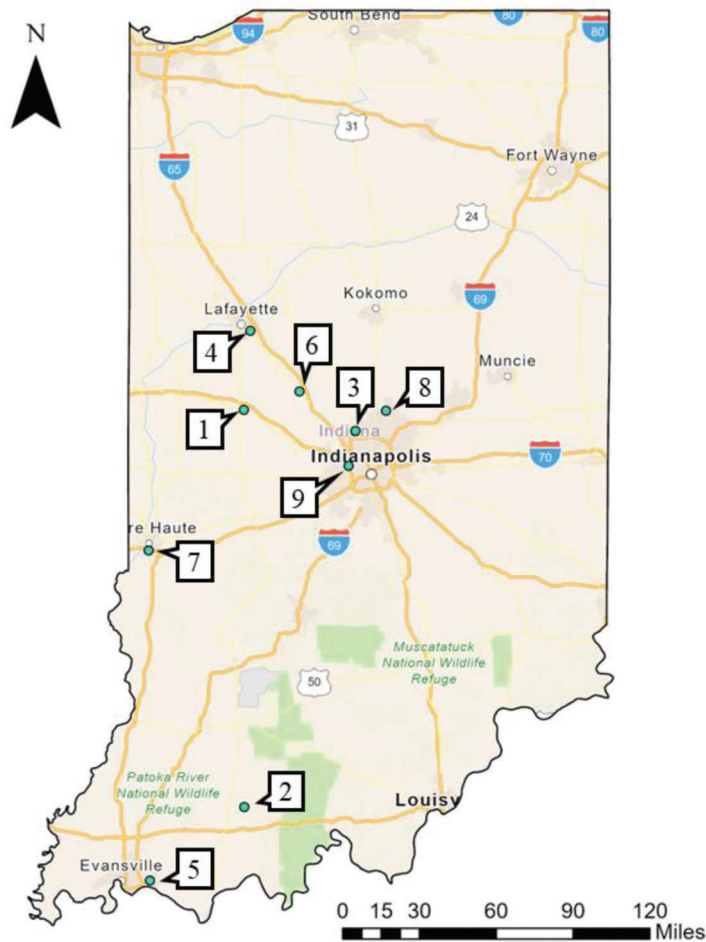 South Bend
N
94
80
80
31
65
Fort Wayne
24
69
Kokomo
Lafayette
4
6
Muncie
3
8
1
Indiana
Indianapolis
70
9
re Haute
69
7
Muscatatuck
National Wildlife
Refuge
50
Patoka River
National Wildlife
Refuge
2
Louisv
Evansville
5
0 15 30 60 90 120
Miles